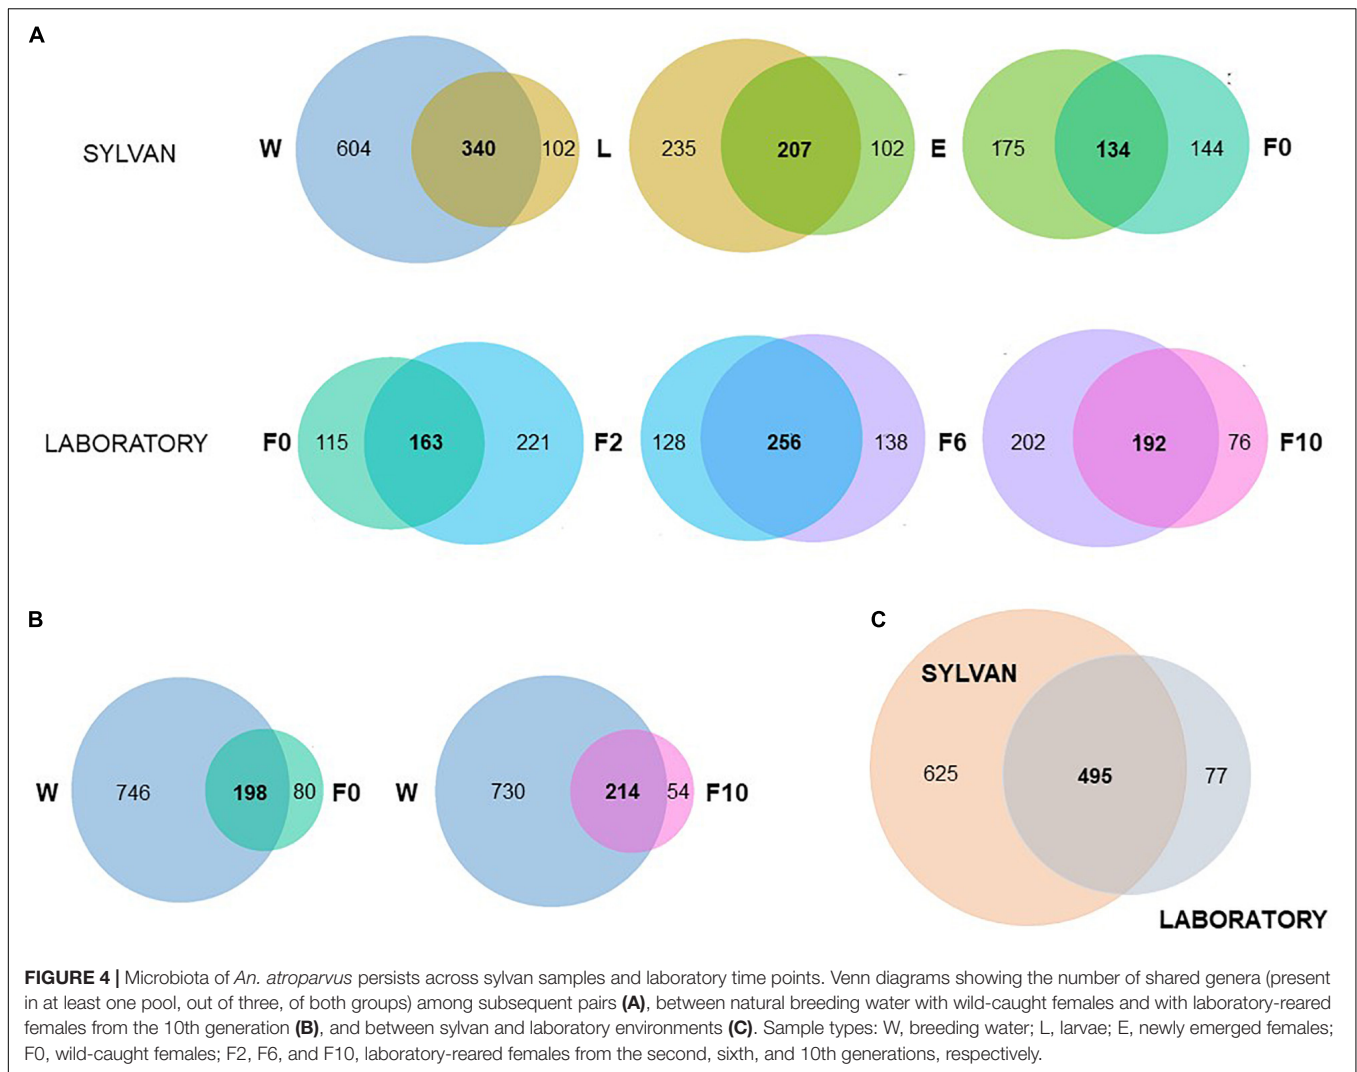 A
SYLVAN W 604 340 102 L 235 207 102 E 175 134 144 F0
LABORATORY F0 115 163 221 F2 128 256 138 F6 202 192 76 F10
B
W 746 198 80 F0 W 730 214 54 F10
C
SYLVAN
625 495 77
LABORATORY
FIGURE 4 | Microbiota of An. atroparvus persists across sylvan samples and laboratory time points. Venn diagrams showing the number of shared genera (present
in at least one pool, out of three, of both groups) among subsequent pairs (A), between natural breeding water with wild-caught females and with laboratory-reared
females from the 10th generation (B), and between sylvan and laboratory environments (C). Sample types: W, breeding water; L, larvae; E, newly emerged females;
F0, wild-caught females; F2, F6, and F10, laboratory-reared females from the second, sixth, and 10th generations, respectively.